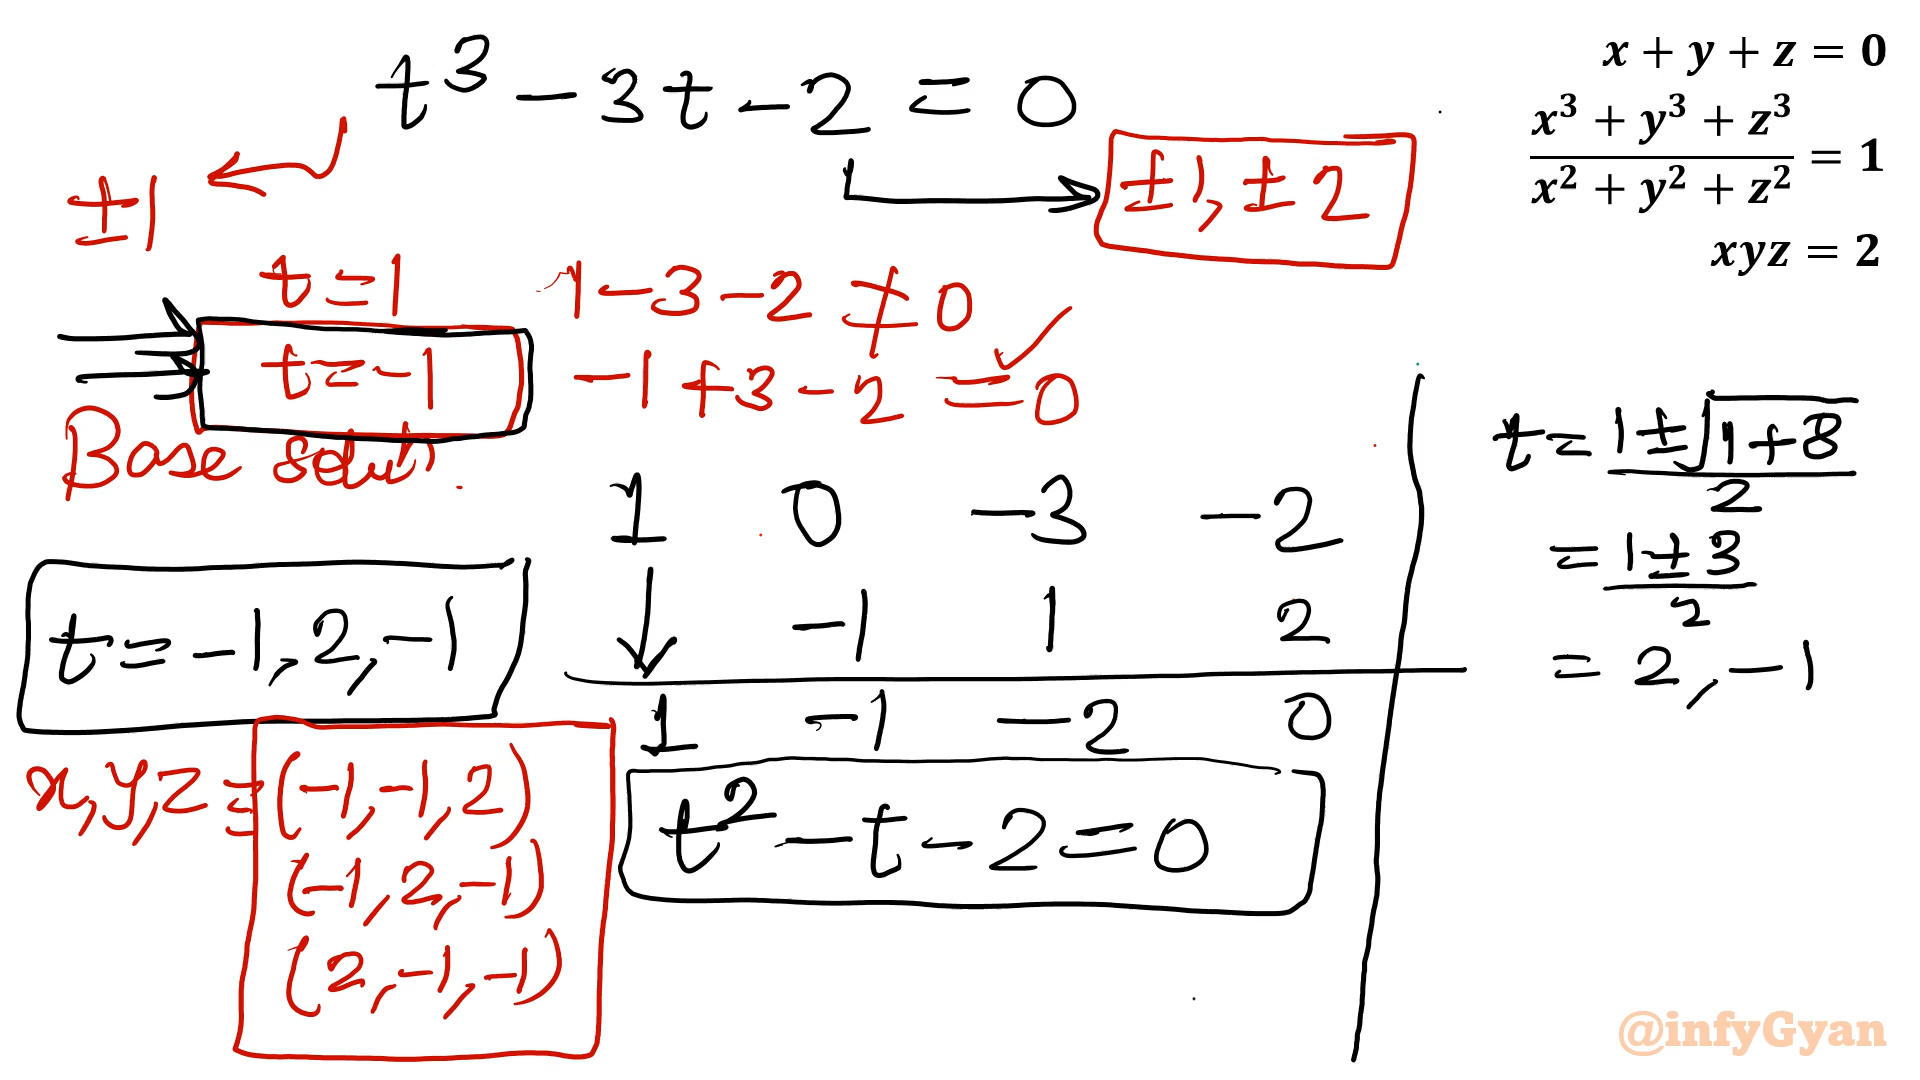 t³ − 3t − 2 = 0
±1
±1, ±2
t = 1
1 − 3 − 2 ≠ 0
t = −1
−1 + 3 − 2 = 0
Base solu^n.
1 0 −3 −2
−1 1 2
1 −1 −2 0
t² − t − 2 = 0
t = −1, 2, −1
x, y, z ≡ (−1, −1, 2)
(−1, 2, −1)
(2, −1, −1)
x + y + z = 0
x³ + y³ + z³
x² + y² + z²
= 1
xyz = 2
t = 1 ± √1 + 8
2
= 1 ± 3
2
= 2, −1
@infyGyan